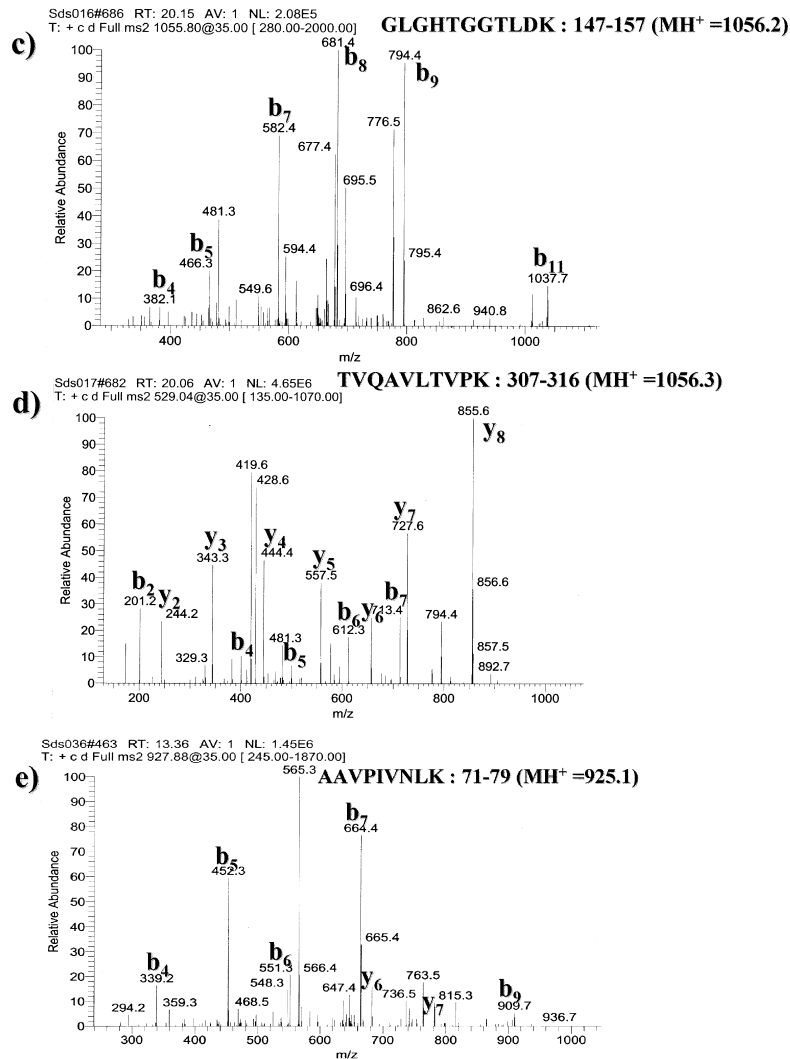 c)
Sds016#686 RT: 20.15 AV: 1 NL: 2.08E5
T: + c d Full ms2 1055.80@35.00 [ 280.00-2000.00]
GLGHTGGTLDK : 147-157 (MH+ =1056.2)
681.4
b8
794.4
b9
100
90
80
70
60
50
40
30
20
10
0
Relative Abundance
b7
582.4
776.5
677.4
695.5
481.3
b5
466.3
594.4
795.4
b11
1037.7
b4
382.1
549.6
696.4
862.6
940.8
400
600
800
1000
m/z
d)
Sds017#682 RT: 20.06 AV: 1 NL: 4.65E6
T: + c d Full ms2 529.04@35.00 [ 135.00-1070.00]
TVQAVLTVPK : 307-316 (MH+ =1056.3)
855.6
y8
100
90
80
70
60
50
40
30
20
10
0
Relative Abundance
419.6
428.6
y7
727.6
y3
343.3
y4
444.4
y5
557.5
b2
201.2
y2
244.2
b7
713.4
b6
612.3
y6
856.6
794.4
329.3
b4
481.3
b5
857.5
892.7
200
400
600
800
1000
m/z
e)
Sds036#463 RT: 13.36 AV: 1 NL: 1.45E6
T: + c d Full ms2 927.88@35.00 [ 245.00-1870.00]
AAVPIVNLK : 71-79 (MH+ =925.1)
565.3
100
90
80
70
60
50
40
30
20
10
0
Relative Abundance
b7
664.4
b5
452.3
665.4
b4
339.2
b6
551.3
566.4
548.3
y6
763.5
647.4
736.5
y7
815.3
b9
909.7
294.2
359.3
468.5
936.7
300
400
500
600
700
800
900
1000
m/z